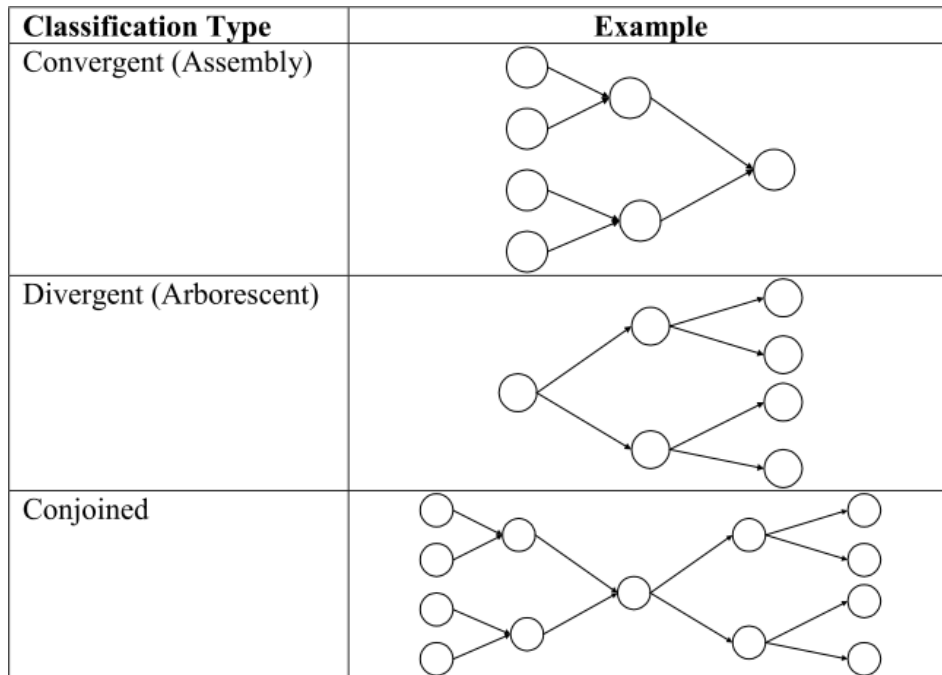 Classification Type
Example
Convergent (Assembly)
Divergent (Arborescent)
Conjoined